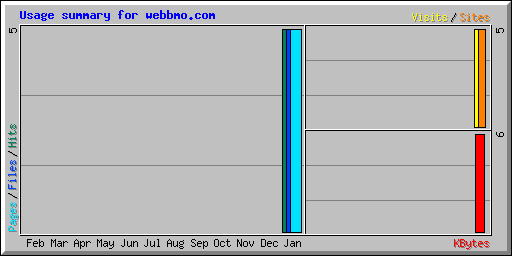 Usage summary for webbmo.com
Visits / Sites
5
5
Pages / Files / Hits
6
Feb Mar Apr May Jun Jul Aug Sep Oct Nov Dec Jan
KBytes